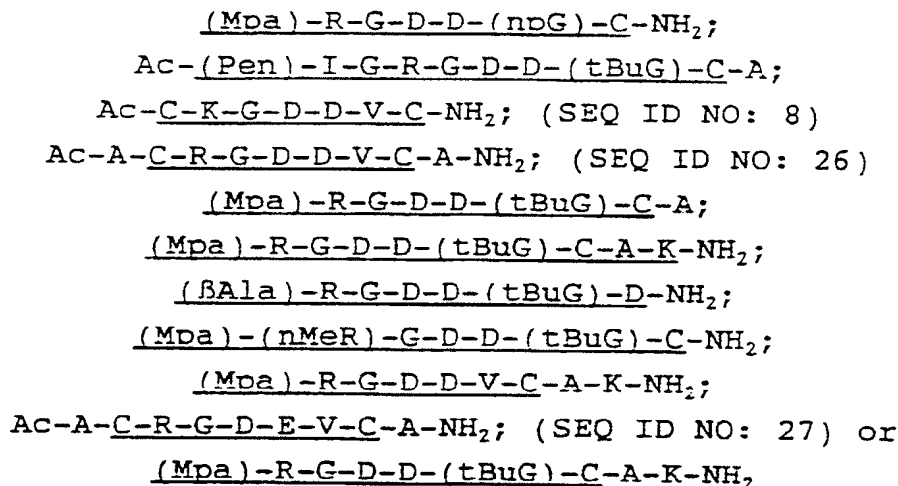 (Mpa)-R-G-D-D-(npG)-C-NH₂;
Ac-(Pen)-I-G-R-G-D-D-(tBuG)-C-A;
Ac-C-K-G-D-D-V-C-NH₂; (SEQ ID NO: 8)
Ac-A-C-R-G-D-D-V-C-A-NH₂; (SEQ ID NO: 26)
(Mpa)-R-G-D-D-(tBuG)-C-A;
(Mpa)-R-G-D-D-(tBuG)-C-A-K-NH₂;
(βAla)-R-G-D-D-(tBuG)-D-NH₂;
(Mpa)-(nMeR)-G-D-D-(tBuG)-C-NH₂;
(Mpa)-R-G-D-D-V-C-A-K-NH₂;
Ac-A-C-R-G-D-E-V-C-A-NH₂; (SEQ ID NO: 27) or
(Mpa)-R-G-D-D-(tBuG)-C-A-K-NH₂